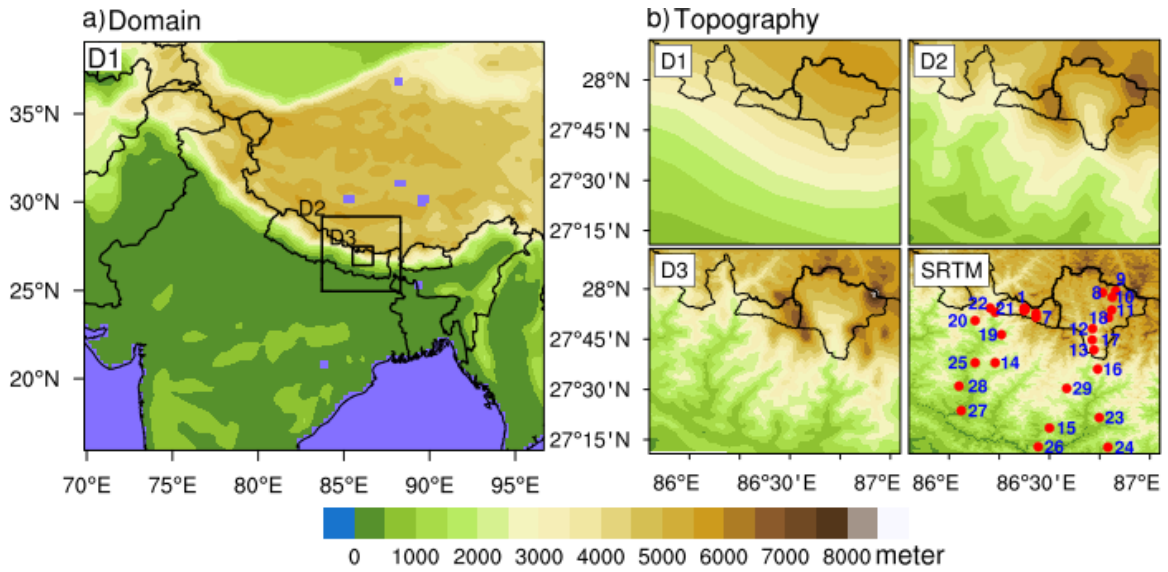 a) Domain
b) Topography
D1
D2
D3
35°N
30°N
25°N
20°N
70°E 75°E 80°E 85°E 90°E 95°E
D1
D2
28°N
27°45'N
27°30'N
27°15'N
D3
SRTM
28°N
27°45'N
27°30'N
27°15'N
9
8
10
22
21
1
11
20
7
18
12
19
17
13
25
14
16
28
29
27
23
15
26
24
86°E 86°30'E 87°E
86°E 86°30'E 87°E
0 1000 2000 3000 4000 5000 6000 7000 8000 meter